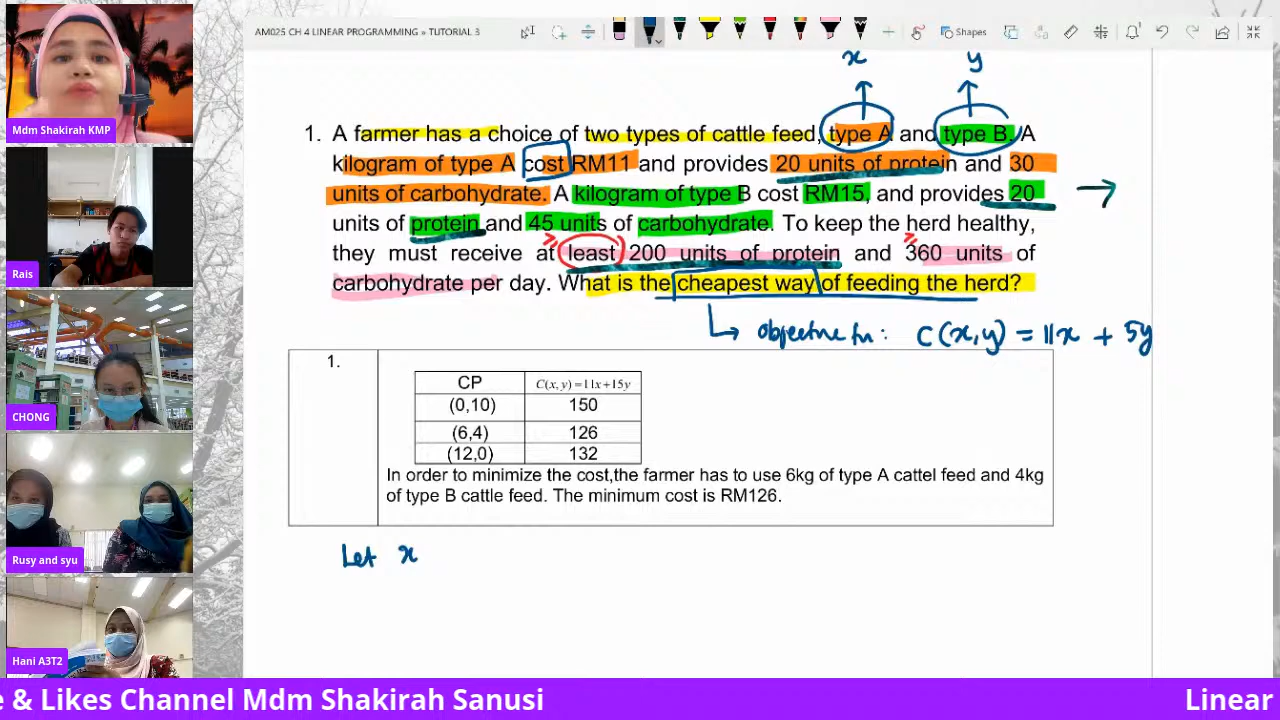 AM025 CH 4 LINEAR PROGRAMMING » TUTORIAL 3
Shapes
Mdm Shakirah KMP
Rais
CHONG
Rusy and syu
Hani A3T2
x y
1. A farmer has a choice of two types of cattle feed, type A and type B. A
kilogram of type A cost RM11 and provides 20 units of protein and 30
units of carbohydrate. A kilogram of type B cost RM15, and provides 20
units of protein and 45 units of carbohydrate. To keep the herd healthy,
they must receive at least 200 units of protein and 360 units of
carbohydrate per day. What is the cheapest way of feeding the herd?
objective fn: C(x,y) = 11x + 5y
1.
CP C(x, y) =11x+15y
(0,10) 150
(6,4) 126
(12,0) 132
In order to minimize the cost,the farmer has to use 6kg of type A cattel feed and 4kg
of type B cattle feed. The minimum cost is RM126.
Let x
e & Likes Channel Mdm Shakirah Sanusi Linear